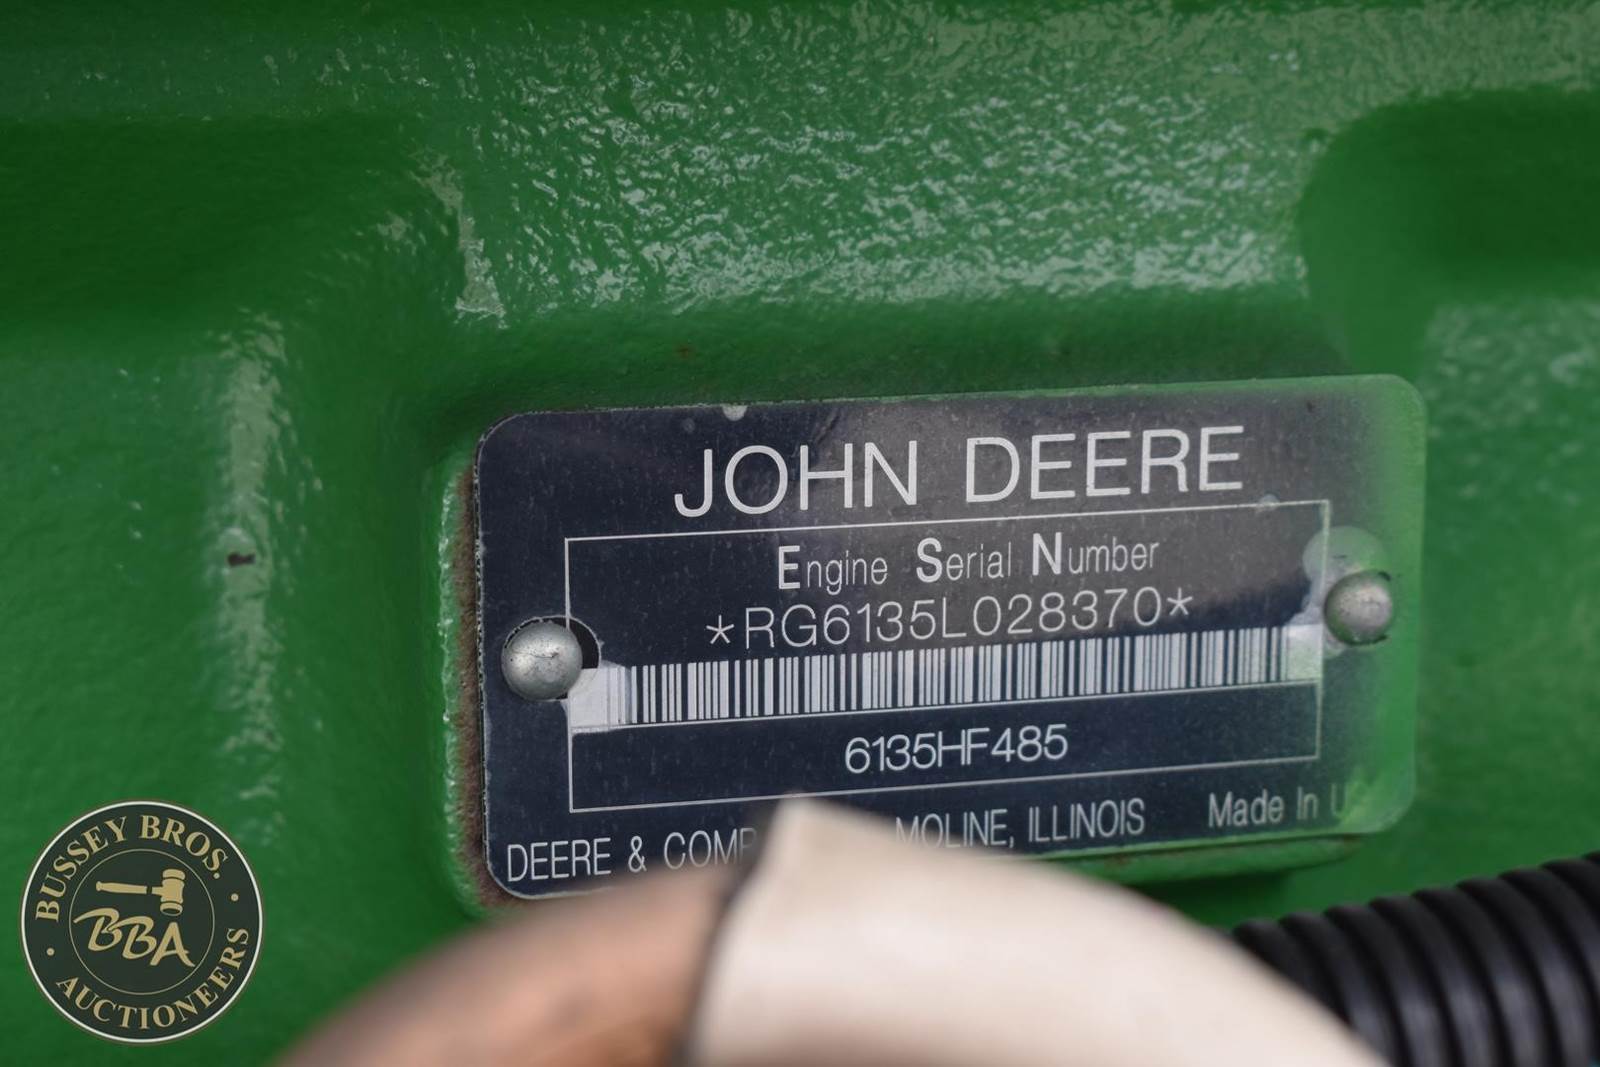 JOHN DEERE
Engine Serial Number
*RG6135L028370*
6135HF485
DEERE & COMP MOLINE, ILLINOIS Made In U
BUSSEY BROS.
BBA
AUCTIONEERS